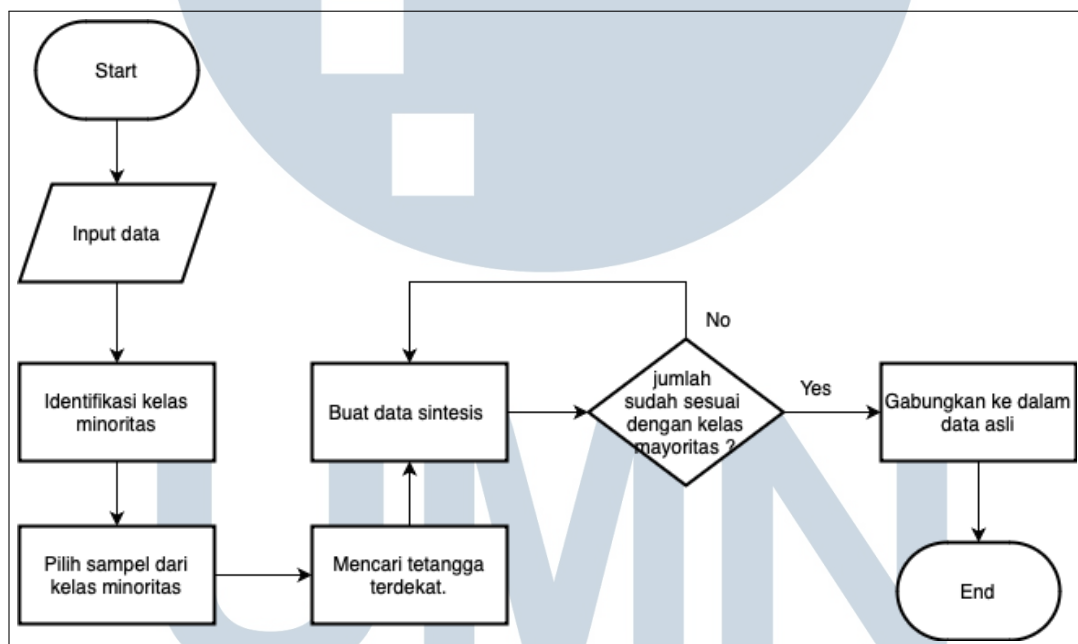 Start
Input data
Identifikasi kelas
minoritas
Pilih sampel dari
kelas minoritas
Mencari tetangga
terdekat.
Buat data sintesis
jumlah
sudah sesuai
dengan kelas
mayoritas ?
No
Yes
Gabungkan ke dalam
data asli
End
UMN